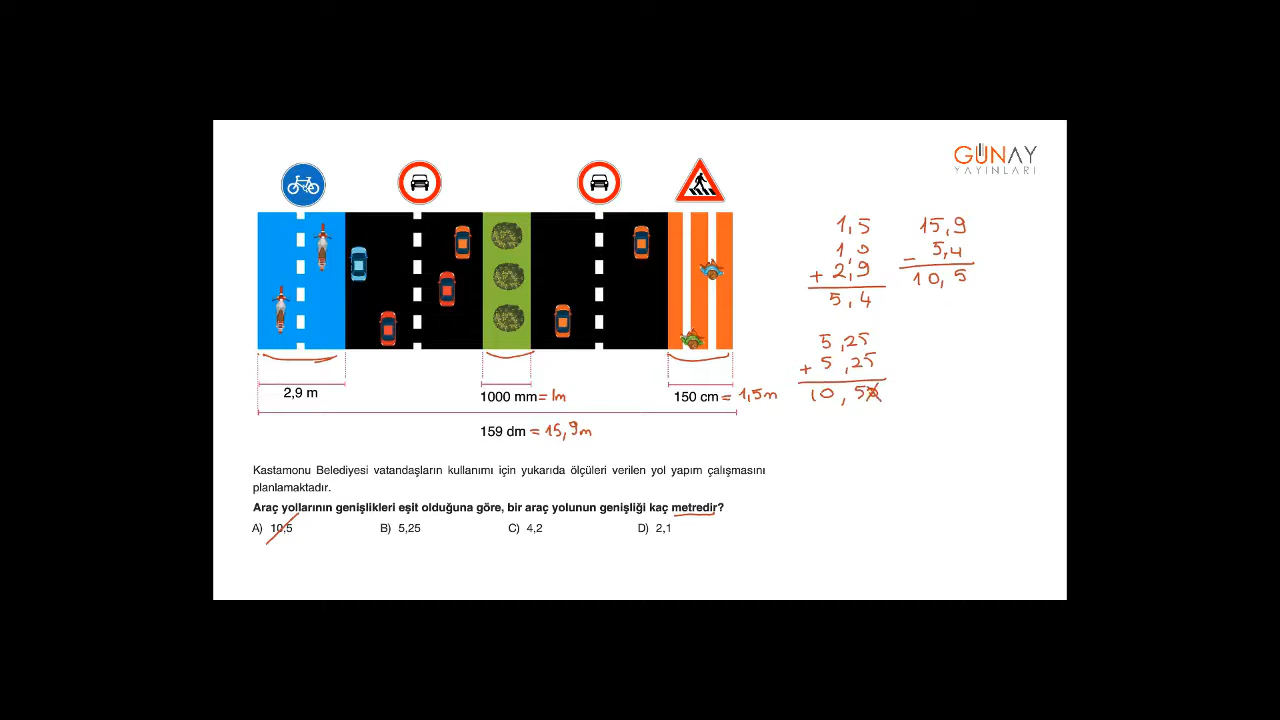 GÜNAY
YAYINLARI
1,5
1,0
+ 2,9
5,4
15,9
- 5,4
10,5
5,25
+ 5,25
10,50
2,9 m
1000 mm = 1m
150 cm = 1,5m
159 dm = 15,9m
Kastamonu Belediyesi vatandaşların kullanımı için yukarıda ölçüleri verilen yol yapım çalışmasını
planlamaktadır.
Araç yollarının genişlikleri eşit olduğuna göre, bir araç yolunun genişliği kaç metredir?
A) 10,5 B) 5,25 C) 4,2 D) 2,1